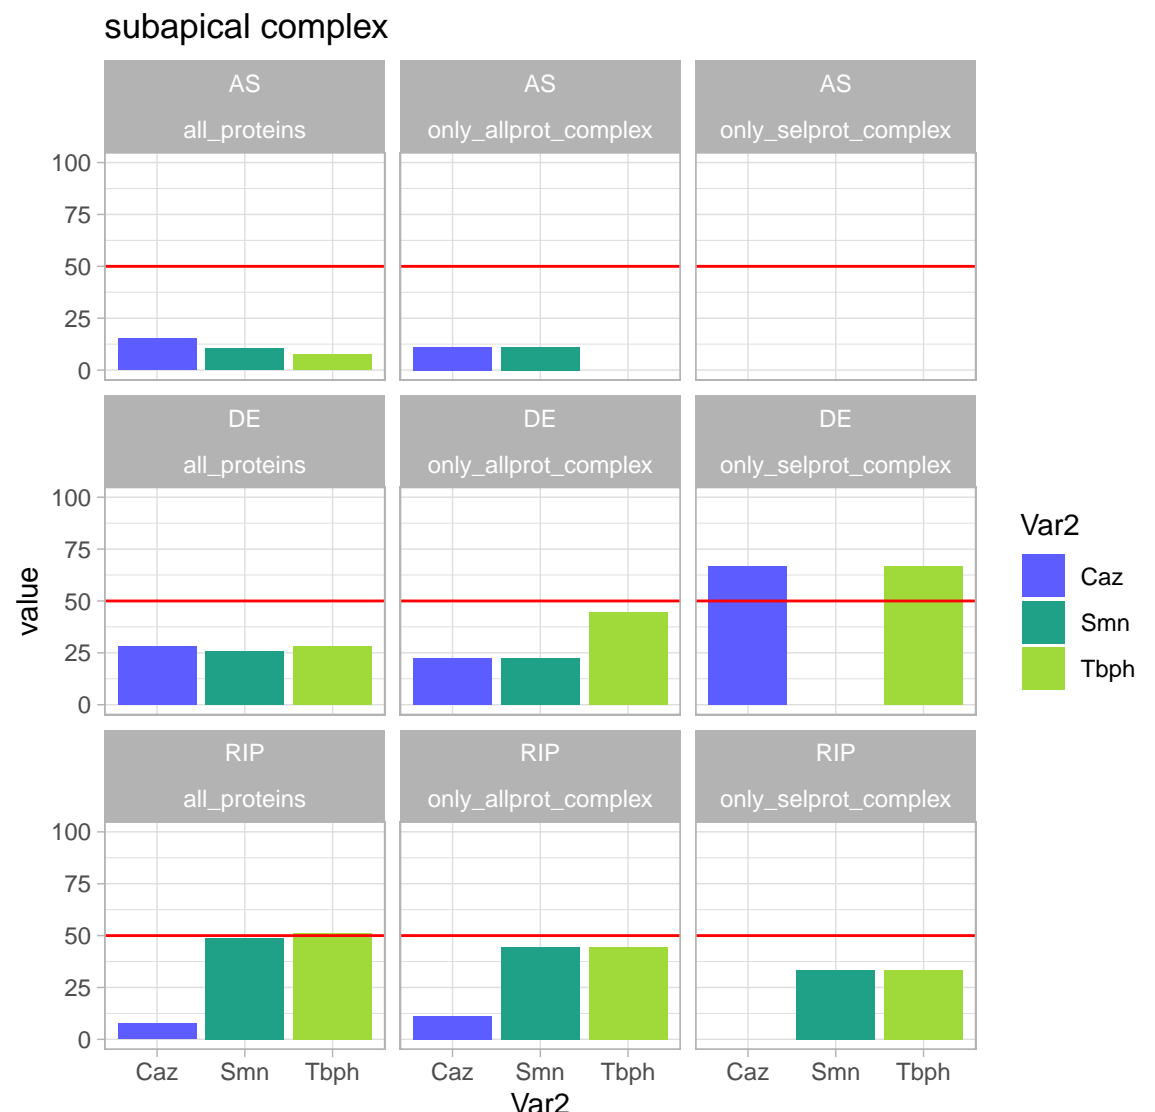 subapical complex
AS
all_proteins
AS
only_allprot_complex
AS
only_selprot_complex
100
75
50
25
0
DE
all_proteins
DE
only_allprot_complex
DE
only_selprot_complex
100
75
50
25
0
value
RIP
all_proteins
RIP
only_allprot_complex
RIP
only_selprot_complex
100
75
50
25
0
Caz Smn Tbph
Caz Smn Tbph
Caz Smn Tbph
Var2
Var2
Caz
Smn
Tbph